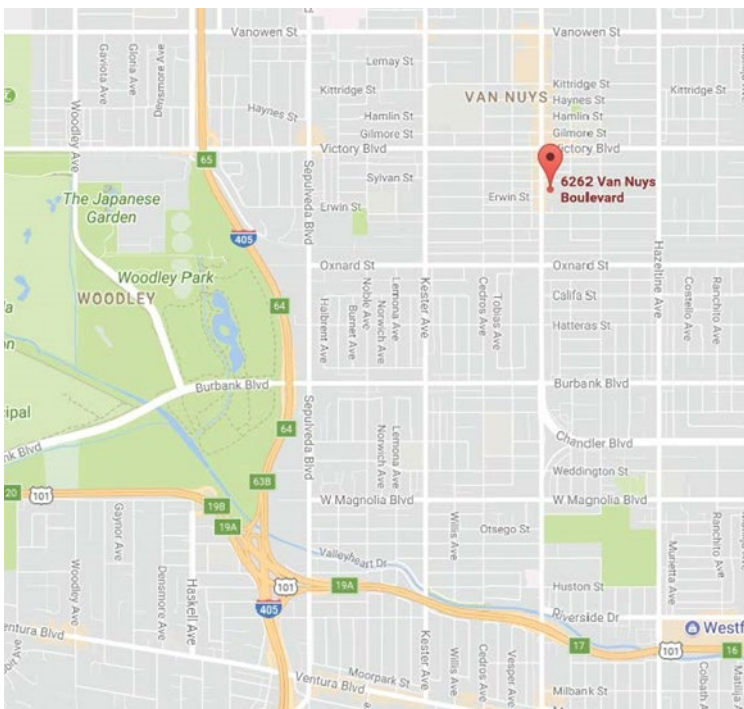 Vanowen St
Vanowen St
Gaviota Ave
Gloria Ave
Densmore Ave
Lemay St
Kittridge St
Kittridge St
Kittridge St
VAN NUYS
Haynes St
Haynes St
Woodley Ave
Hamlin St
Hamlin St
Gilmore St
Gilmore St
Victory Blvd
Victory Blvd
65
Sepulveda Blvd
Sylvan St
6262 Van Nuys
Boulevard
The Japanese
Garden
Erwin St
Erwin St
405
Oxnard St
Oxnard St
Hazeltine Ave
Woodley Park
WOODLEY
64
Halbrent Ave
Burnet Ave
Noble Ave
Norwich Ave
Lemona Ave
Kester Ave
Cedros Ave
Tobias Ave
Califa St
Hatteras St
Costello Ave
Ranchito Ave
Burbank Blvd
Burbank Blvd
cipal
nk Blvd
64
Sepulveda Blvd
Norwich Ave
Lemona Ave
Chandler Blvd
Weddington St
63B
20
101
19B
19A
W Magnolia Blvd
W Magnolia Blvd
Willis Ave
Otsego St
Woodley Ave
Gaynor Ave
Densmore Ave
Haskell Ave
Valleyheart Dr
Murietta Ave
Ranchito Ave
101
19A
Huston St
405
Riverside Dr
Westf
entura Blvd
17
101
16
Kester Ave
Willis Ave
Cedros Ave
Vesper Ave
Moorpark St
Ventura Blvd
Milbank St
Colbath Ave
Matilija Av